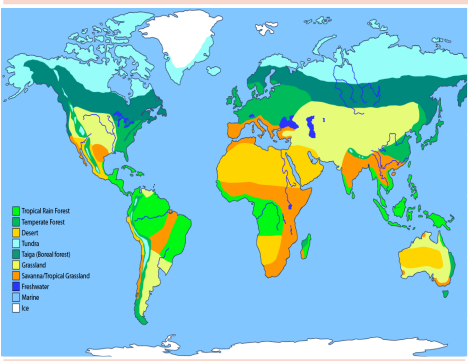 Tropical Rain Forest
Temperate Forest
Desert
Tundra
Taiga (Boreal forest)
Grassland
Savanna/Tropical Grassland
Freshwater
Marine
Ice